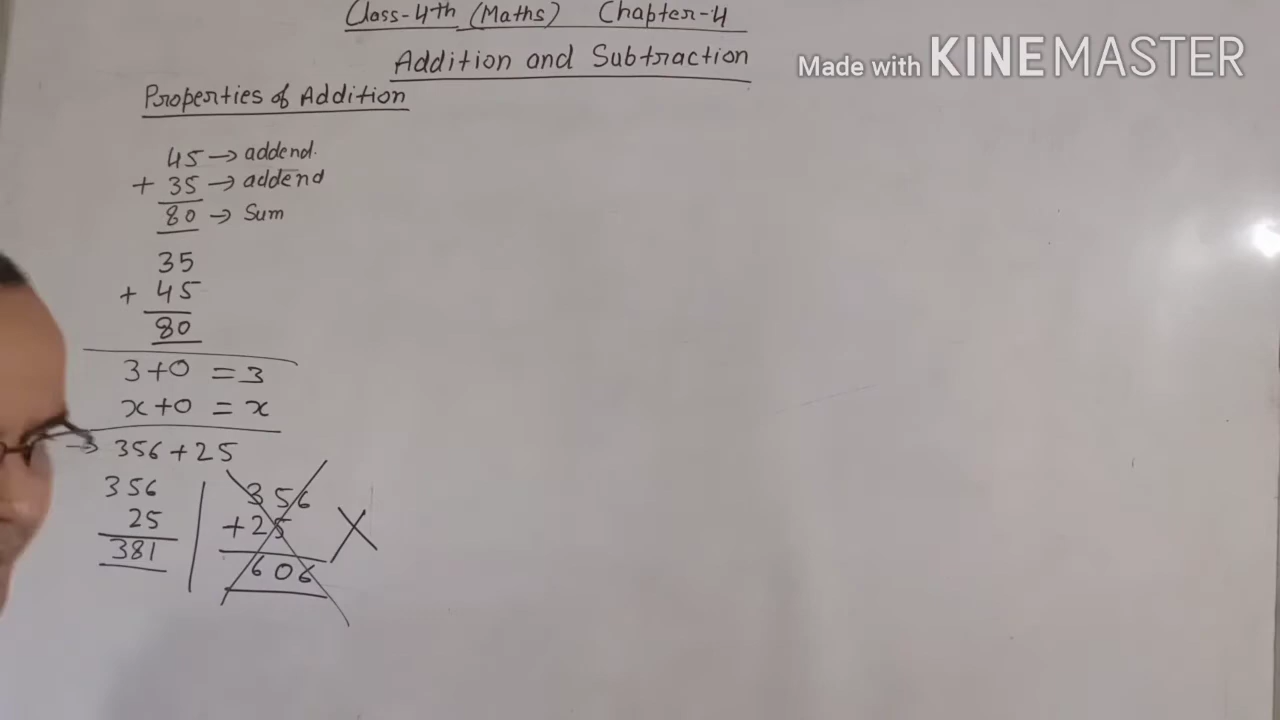 Class-4th (Maths) Chapter-4
Addition and Subtraction
Made with KINEMASTER
Properties of Addition
45 → addend.
+ 35 → addend
80 → Sum
35
+ 45
80
3+0 = 3
x+0 = x
→ 356+25
356
25
381
356
+25
606